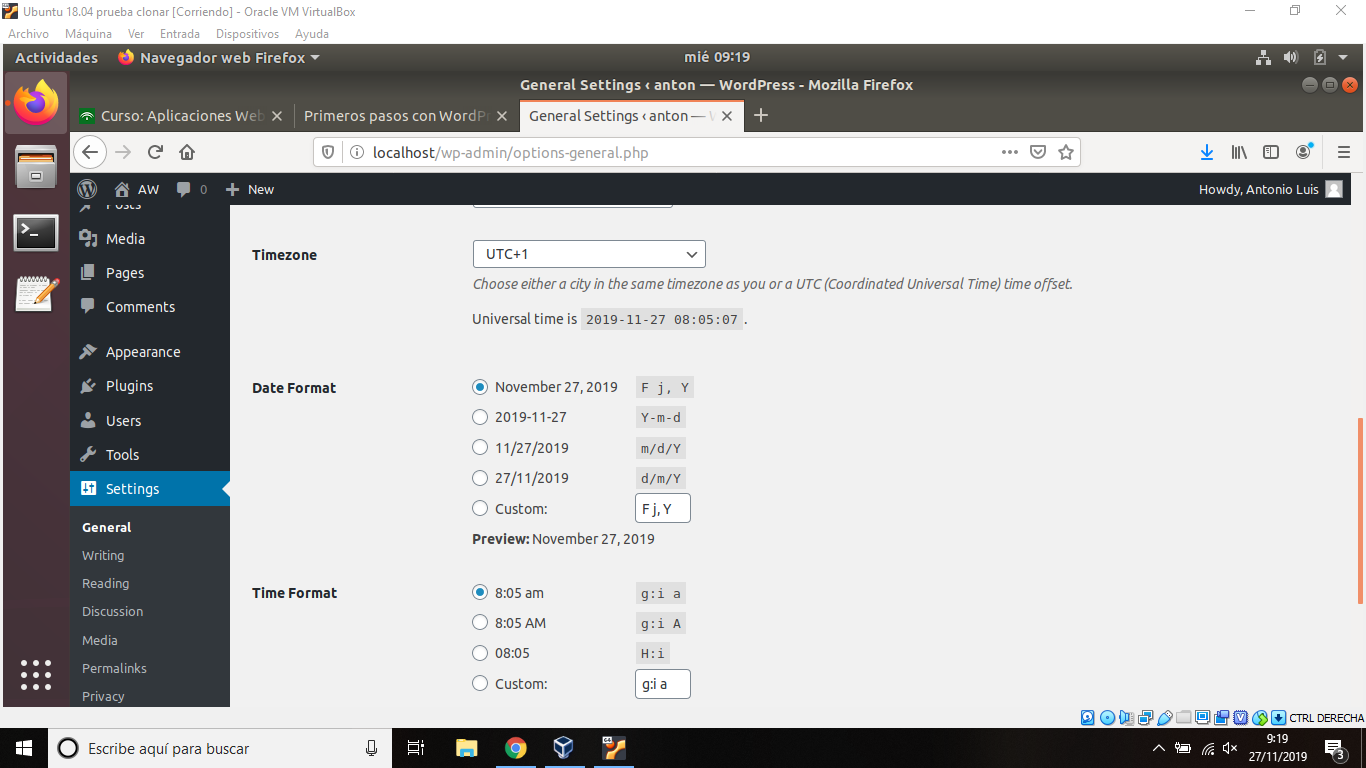 Ubuntu 18.04 prueba clonar [Corriendo] - Oracle VM VirtualBox
Archivo Máquina Ver Entrada Dispositivos Ayuda
Actividades Navegador web Firefox mié 09:19
General Settings ‹ anton — WordPress - Mozilla Firefox
Curso: Aplicaciones Web Primeros pasos con WordPr General Settings ‹ anton —
localhost/wp-admin/options-general.php
AW 0 New Howdy, Antonio Luis
Posts
Media
Pages
Comments
Appearance
Plugins
Users
Tools
Settings
General
Writing
Reading
Discussion
Media
Permalinks
Privacy
Timezone UTC+1
Choose either a city in the same timezone as you or a UTC (Coordinated Universal Time) time offset.
Universal time is 2019-11-27 08:05:07 .
Date Format November 27, 2019 F j, Y
2019-11-27 Y-m-d
11/27/2019 m/d/Y
27/11/2019 d/m/Y
Custom: F j, Y
Preview: November 27, 2019
Time Format 8:05 am g:i a
8:05 AM g:i A
08:05 H:i
Custom: g:i a
CTRL DERECHA
Escribe aquí para buscar
9:19
27/11/2019
3